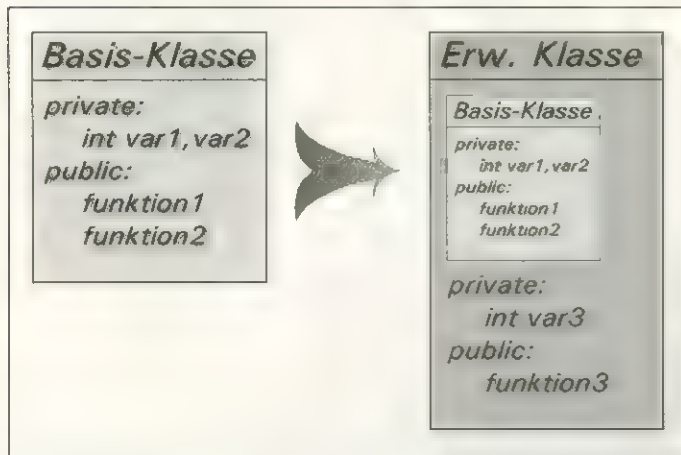 Basis-Klasse
private:
int var1,var2
public:
funktion1
funktion2
Erw. Klasse
Basis-Klasse
private:
int var1,var2
public:
funktion1
funktion2
private:
int var3
public:
funktion3